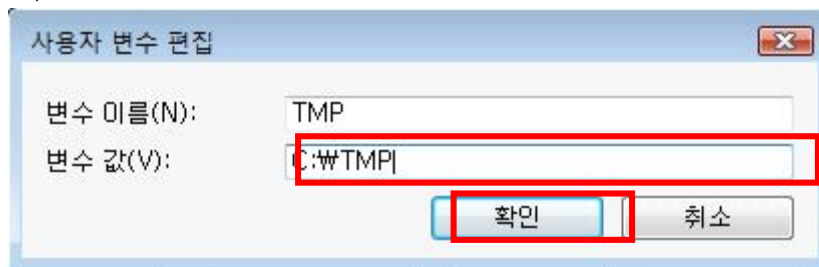 사용자 변수 편집
변수 이름(N): TMP
변수 값(V): C:₩TMP
확인 취소